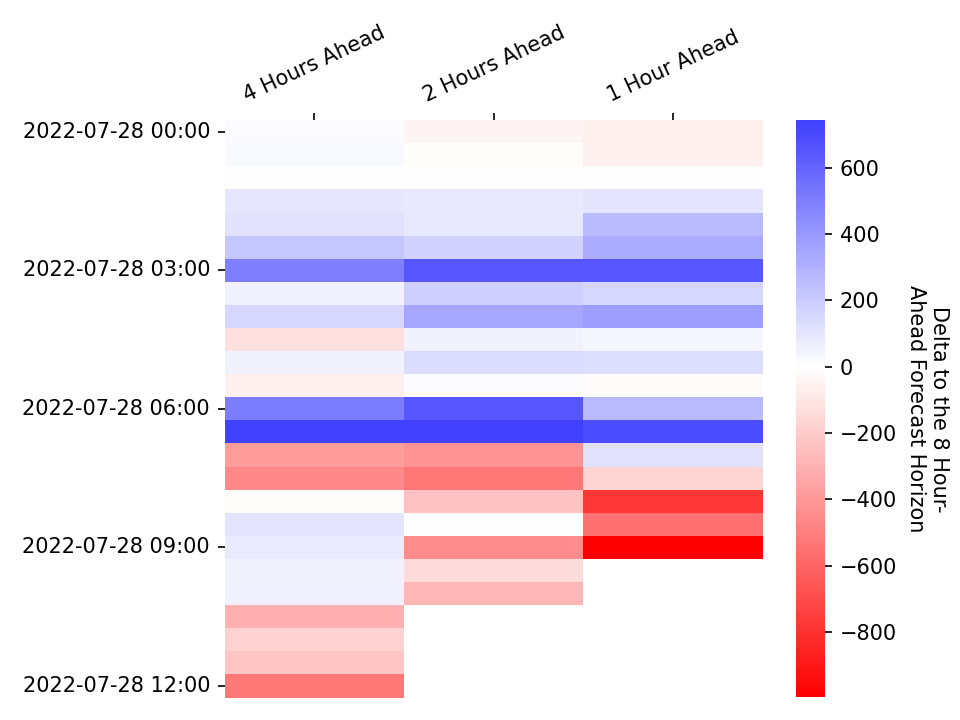 4 Hours Ahead
2 Hours Ahead
1 Hour Ahead
2022-07-28 00:00
2022-07-28 03:00
2022-07-28 06:00
2022-07-28 09:00
2022-07-28 12:00
600
400
200
0
−200
−400
−600
−800
Delta to the 8 Hour-
Ahead Forecast Horizon